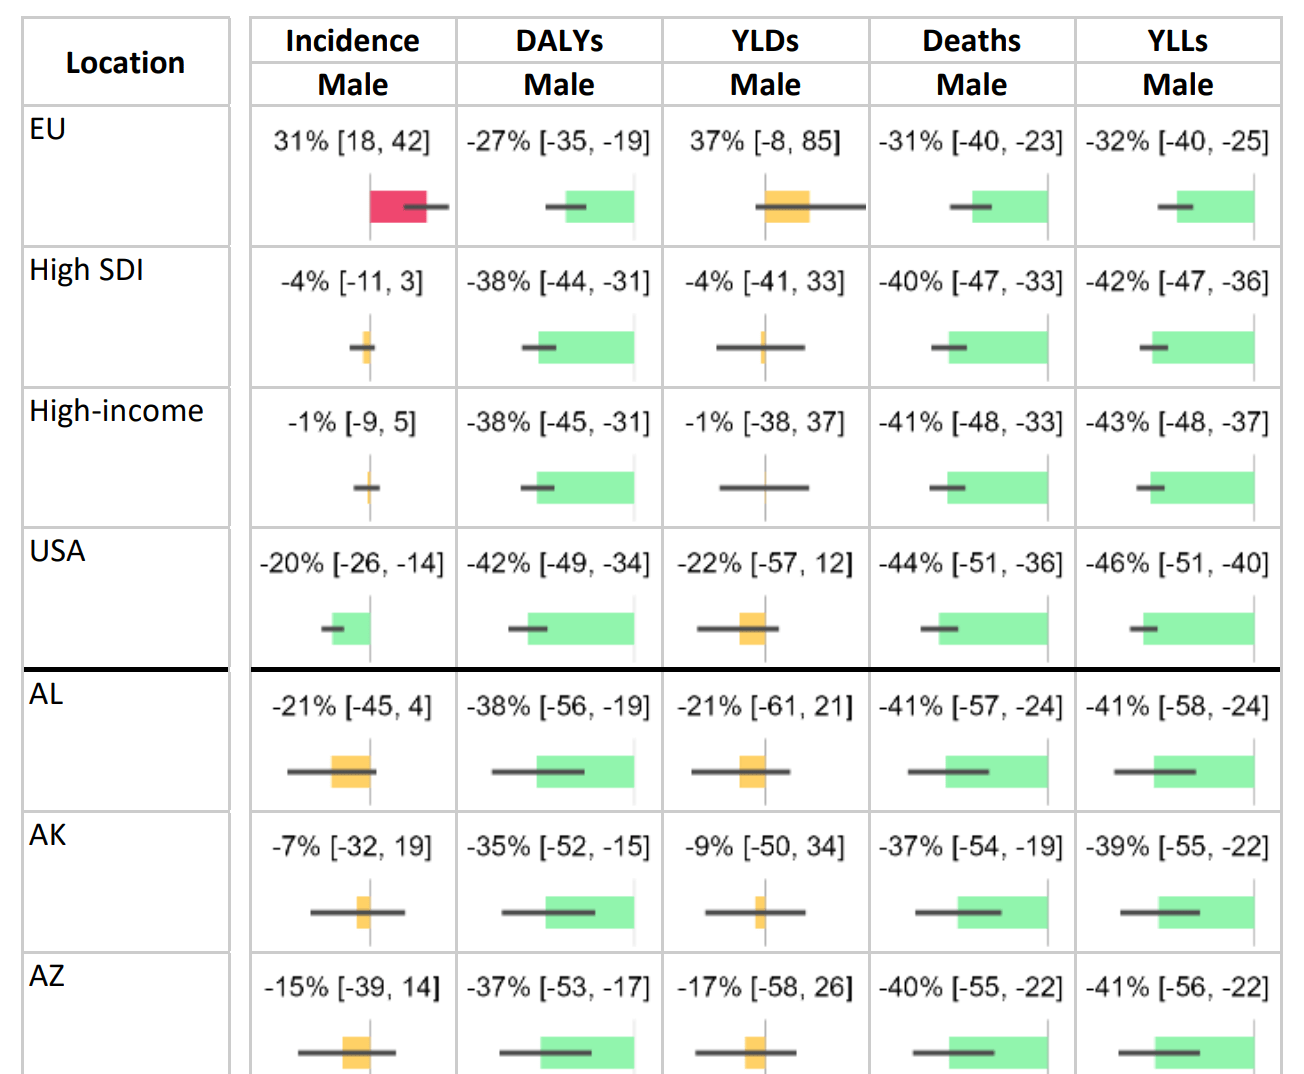 Location Incidence DALYs YLDs Deaths YLLs
Male Male Male Male Male
EU 31% [18, 42] -27% [-35, -19] 37% [-8, 85] -31% [-40, -23] -32% [-40, -25]
High SDI -4% [-11, 3] -38% [-44, -31] -4% [-41, 33] -40% [-47, -33] -42% [-47, -36]
High-income -1% [-9, 5] -38% [-45, -31] -1% [-38, 37] -41% [-48, -33] -43% [-48, -37]
USA -20% [-26, -14] -42% [-49, -34] -22% [-57, 12] -44% [-51, -36] -46% [-51, -40]
AL -21% [-45, 4] -38% [-56, -19] -21% [-61, 21] -41% [-57, -24] -41% [-58, -24]
AK -7% [-32, 19] -35% [-52, -15] -9% [-50, 34] -37% [-54, -19] -39% [-55, -22]
AZ -15% [-39, 14] -37% [-53, -17] -17% [-58, 26] -40% [-55, -22] -41% [-56, -22]